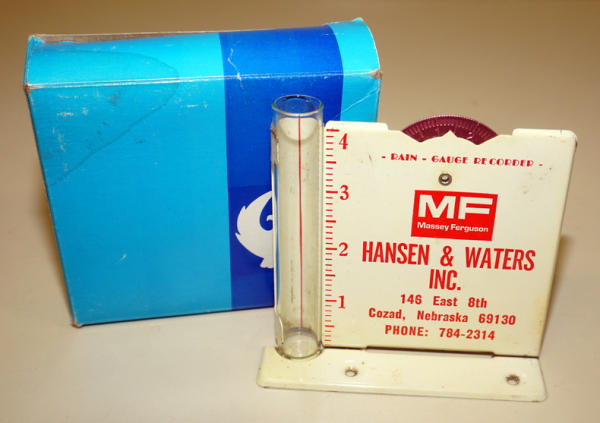 4
- RAIN - GAUGE RECORDER -
3
MF
Massey Ferguson
2
HANSEN & WATERS
INC.
1
146 East 8th
Cozad, Nebraska 69130
PHONE: 784-2314